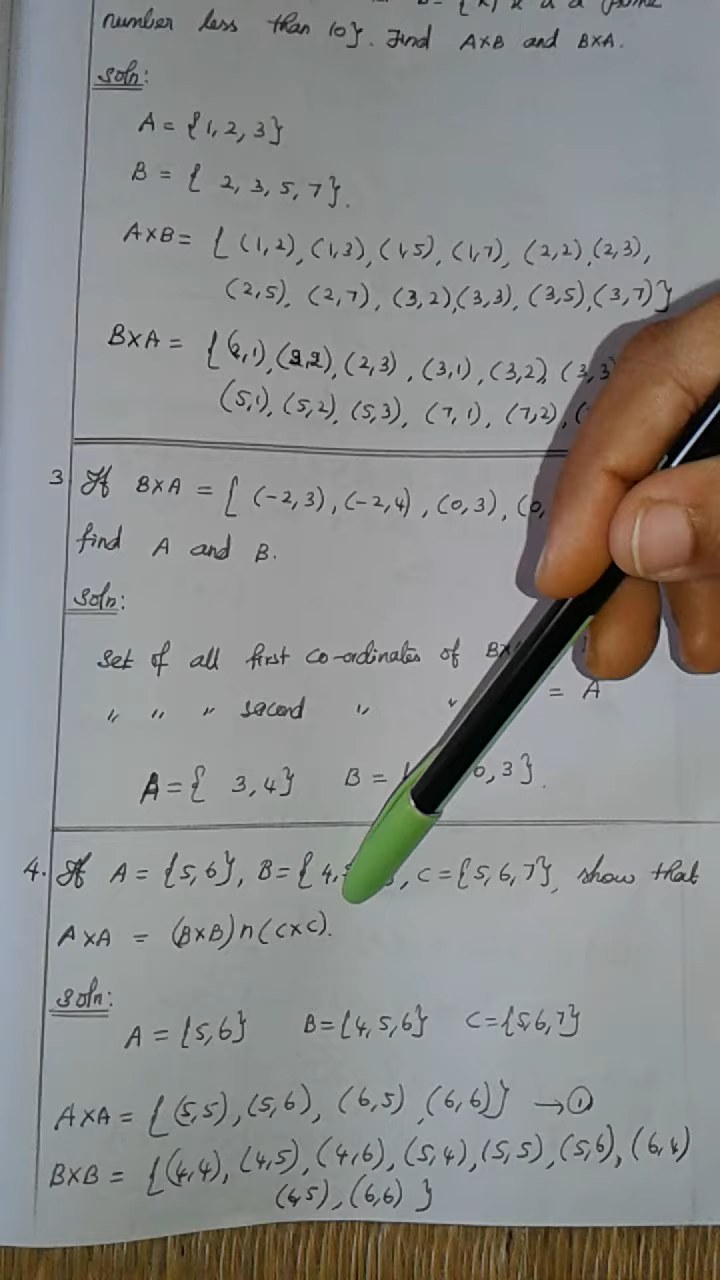 number less than 10}. Find A×B and B×A.
Soln:
A = {1, 2, 3}
B = { 2, 3, 5, 7}.
A×B = { (1,2), (1,3), (1,5), (1,7), (2,2), (2,3),
(2,5), (2,7), (3,2), (3,3), (3,5), (3,7)}
B×A = { (2,1), (2,2), (2,3), (3,1), (3,2), (3,3
(5,1), (5,2), (5,3), (7,1), (7,2), (
3 If B×A = { (-2,3), (-2,4), (0,3), (0,
find A and B.
Soln:
Set of all first co-ordinates of B×
" " " second " " = A
A = { 3,4} B = 0,3}.
4. If A = {5,6}, B = {4, , C = {5,6,7}, show that
A×A = (B×B)∩(C×C).
Soln:
A = {5,6} B = {4,5,6} C = {5,6,7}
A×A = { (5,5), (5,6), (6,5), (6,6)} → ①
B×B = {(4,4), (4,5), (4,6), (5,4), (5,5), (5,6), (6,4)
(6,5), (6,6) }